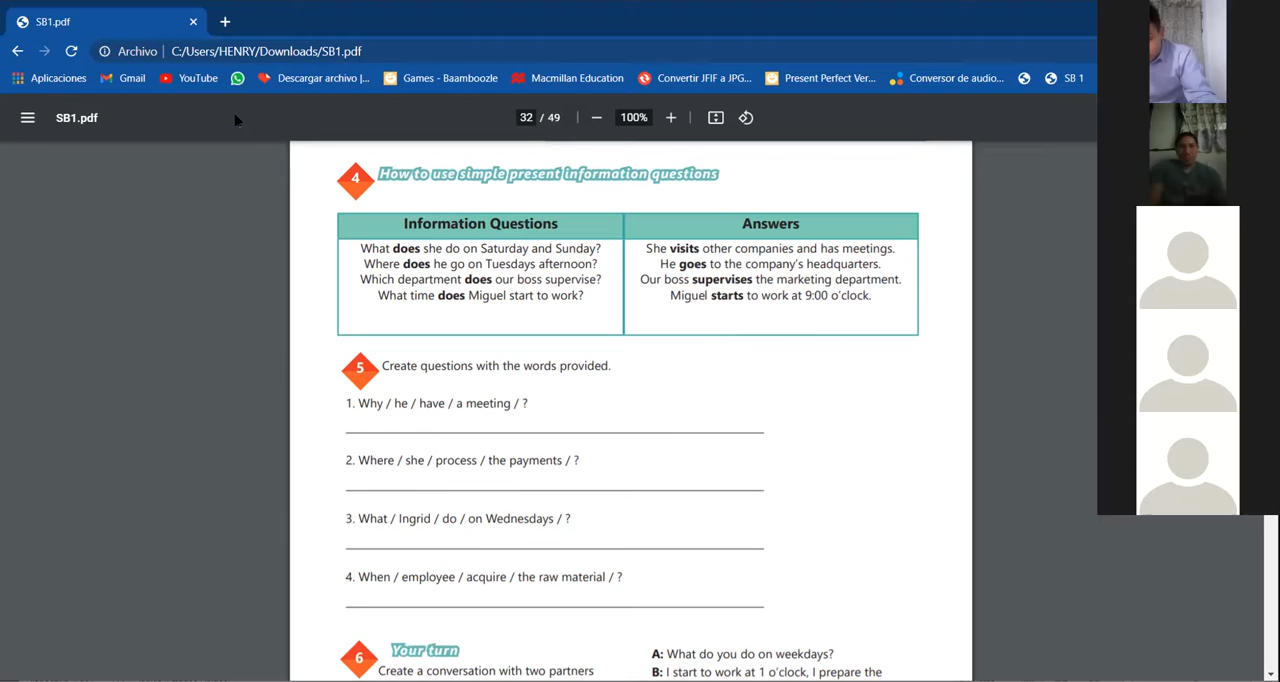 SB1.pdf
Archivo
C:/Users/HENRY/Downloads/SB1.pdf
Aplicaciones
Gmail
YouTube
Descargar archivo |...
Games - Baamboozle
Macmillan Education
Convertir JFIF a JPG...
Present Perfect Ver...
Conversor de audio...
SB 1
SB1.pdf
32 / 49
100%
4 How to use simple present information questions
Information Questions
What does she do on Saturday and Sunday?
Where does he go on Tuesdays afternoon?
Which department does our boss supervise?
What time does Miguel start to work?
Answers
She visits other companies and has meetings.
He goes to the company's headquarters.
Our boss supervises the marketing department.
Miguel starts to work at 9:00 o'clock.
5 Create questions with the words provided.
1. Why / he / have / a meeting / ?
2. Where / she / process / the payments / ?
3. What / Ingrid / do / on Wednesdays / ?
4. When / employee / acquire / the raw material / ?
6 Your turn
Create a conversation with two partners
A: What do you do on weekdays?
B: I start to work at 1 o'clock, I prepare the